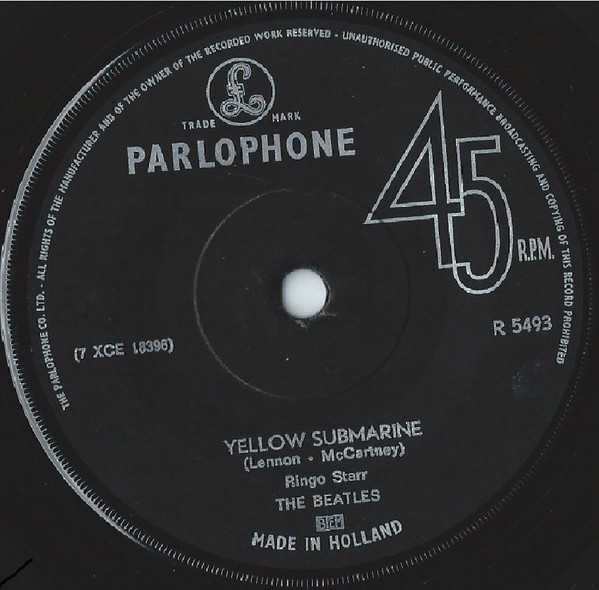 THE PARLOPHONE CO. LTD. - ALL RIGHTS OF THE MANUFACTURER AND OF THE OWNER OF THE RECORDED WORK RESERVED - UNAUTHORISED PUBLIC PERFORMANCE BROADCASTING AND COPYING OF THIS RECORD PROHIBITED
£
TRADE MARK
PARLOPHONE
45 R.P.M.
R 5493
(7 XCE 18396)
YELLOW SUBMARINE
(Lennon • McCartney)
Ringo Starr
THE BEATLES
BIEM
MADE IN HOLLAND